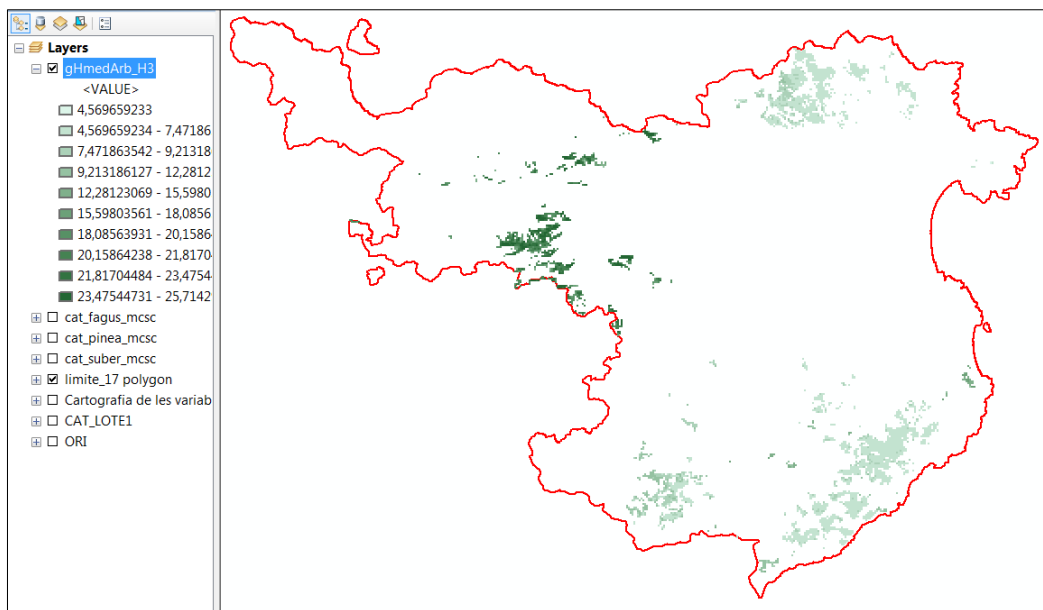 Layers
gHmedArb_H3
<VALUE>
4,569659233
4,569659234 - 7,47186
7,471863542 - 9,21318
9,213186127 - 12,2812
12,28123069 - 15,5980
15,59803561 - 18,0856
18,08563931 - 20,1586
20,15864238 - 21,8170
21,81704484 - 23,4754
23,47544731 - 25,7142
cat_fagus_mcsc
cat_pinea_mcsc
cat_suber_mcsc
limite_17 polygon
Cartografia de les variab
CAT_LOTE1
ORI